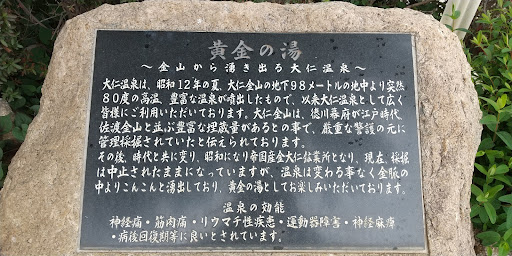 黄金の湯
～金山から湧き出る大仁温泉～
大仁温泉は、昭和12年の夏、大仁金山の地下98メートルの地中より突然
80度の高温、豊富な温泉が噴出したもので、以来大仁温泉として広く
皆様にご利用いただいています。大仁金山は、徳川幕府が江戸時代、
佐渡金山と並ぶ豊富な埋蔵量があるとの事で、厳重な警護の元に
管理採掘されていたと伝えられております。
その後、時代と共に変り、昭和になり帝国産金大仁鉱業所となり、現在、採掘
は中止されたままになっていますが、温泉は変わる事なく金脈の
中よりこんこんと湧出しており、黄金の湯としてお楽しみいただいております。
温泉の効能
神経痛・筋肉痛・リウマチ性疾患・運動器障害・神経麻痺
・病後回復期等に良いとされています。